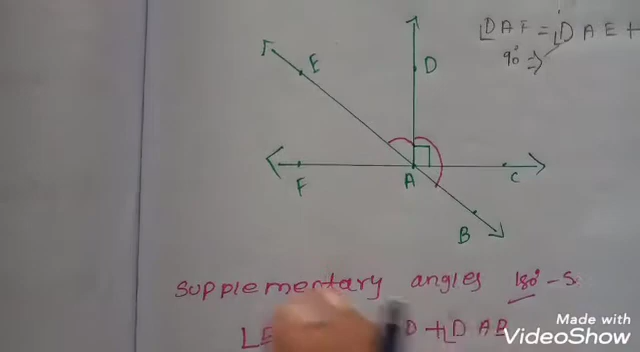 ∠DAF = ∠DAE +
90° ⇒
E
D
F
A
C
B
Supplementary angles 180° - S
∠E D + ∠DAB
Made with
VideoShow